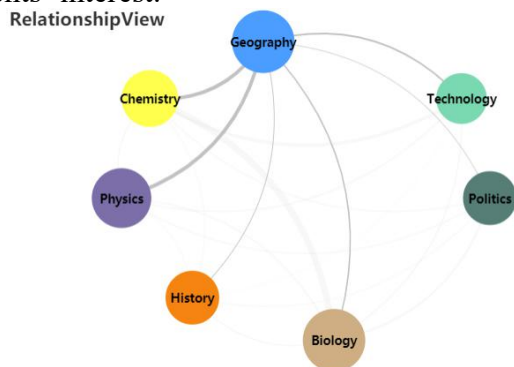 RelationshipView
Geography
Chemistry
Technology
Physics
Politics
History
Biology